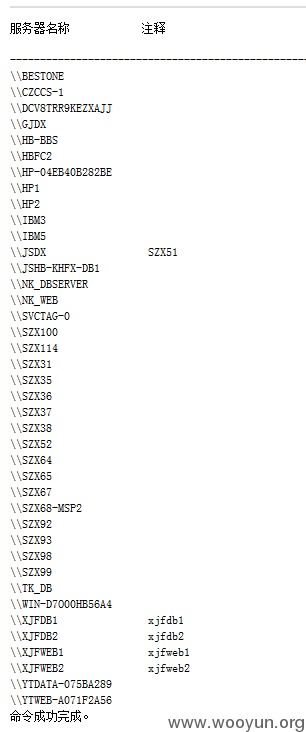 服务器名称 注释
-------------------------------------------------
\\BESTONE
\\CZCCS-1
\\DCV8TRR9KEZXAJJ
\\GJDX
\\HB-BBS
\\HBFC2
\\HP-04EB40B282BE
\\HP1
\\HP2
\\IBM3
\\IBM5
\\JSDX SZX51
\\JSHB-KHFX-DB1
\\NK_DBSERVER
\\NK_WEB
\\SVCTAG-0
\\SZX100
\\SZX114
\\SZX31
\\SZX35
\\SZX36
\\SZX37
\\SZX38
\\SZX52
\\SZX64
\\SZX65
\\SZX67
\\SZX68-MSP2
\\SZX92
\\SZX93
\\SZX98
\\SZX99
\\TK_DB
\\WIN-D7000HB56A4
\\XJFDB1 xjfdb1
\\XJFDB2 xjfdb2
\\XJFWEB1 xjfweb1
\\XJFWEB2 xjfweb2
\\YTDATA-075BA289
\\YTWEB-A071F2A56
命令成功完成。
www.wooyun.org